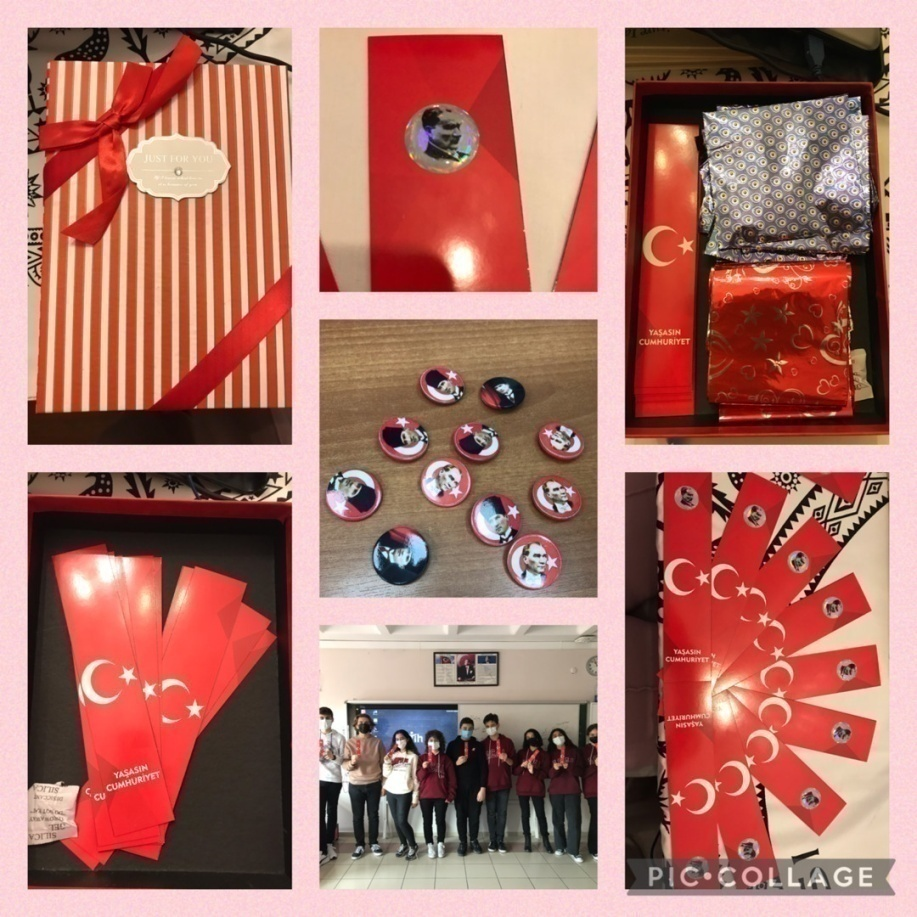 JUST FOR YOU
YAŞASIN
CUMHURİYET
YAŞASIN
CUMHURİYET
SILICA
GEL
YAŞASIN
CUMHURİYET
YAŞASIN
CUMHURİYET
PIC•COLLAGE